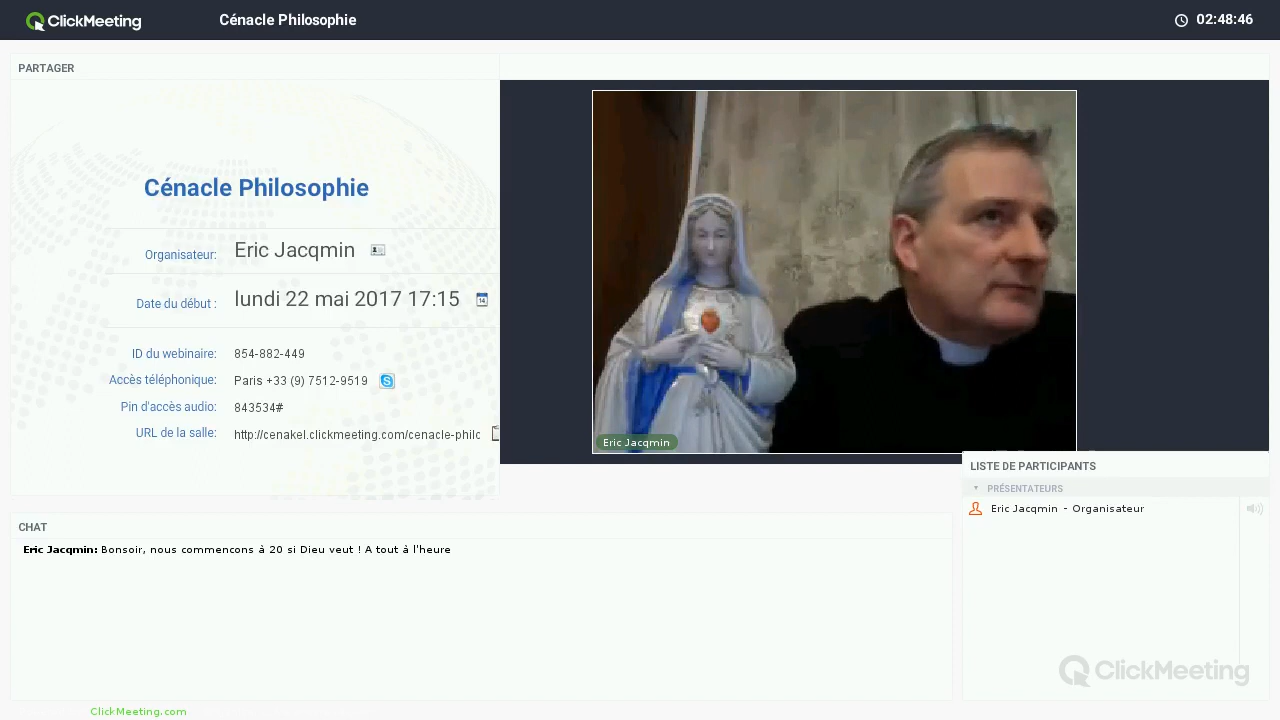 ClickMeeting
Cénacle Philosophie
02:48:46
PARTAGER
Cénacle Philosophie
Organisateur: Eric Jacqmin
Date du début : lundi 22 mai 2017 17:15
14
ID du webinaire: 854-882-449
Accès téléphonique: Paris +33 (9) 7512-9519
Pin d'accès audio: 843534#
URL de la salle: http://cenakel.clickmeeting.com/cenacle-philc
Eric Jacqmin
LISTE DE PARTICIPANTS
PRÉSENTATEURS
Eric Jacqmin - Organisateur
CHAT
Eric Jacqmin: Bonsoir, nous commencons à 20 si Dieu veut ! A tout à l'heure
ClickMeeting
ClickMeeting.com